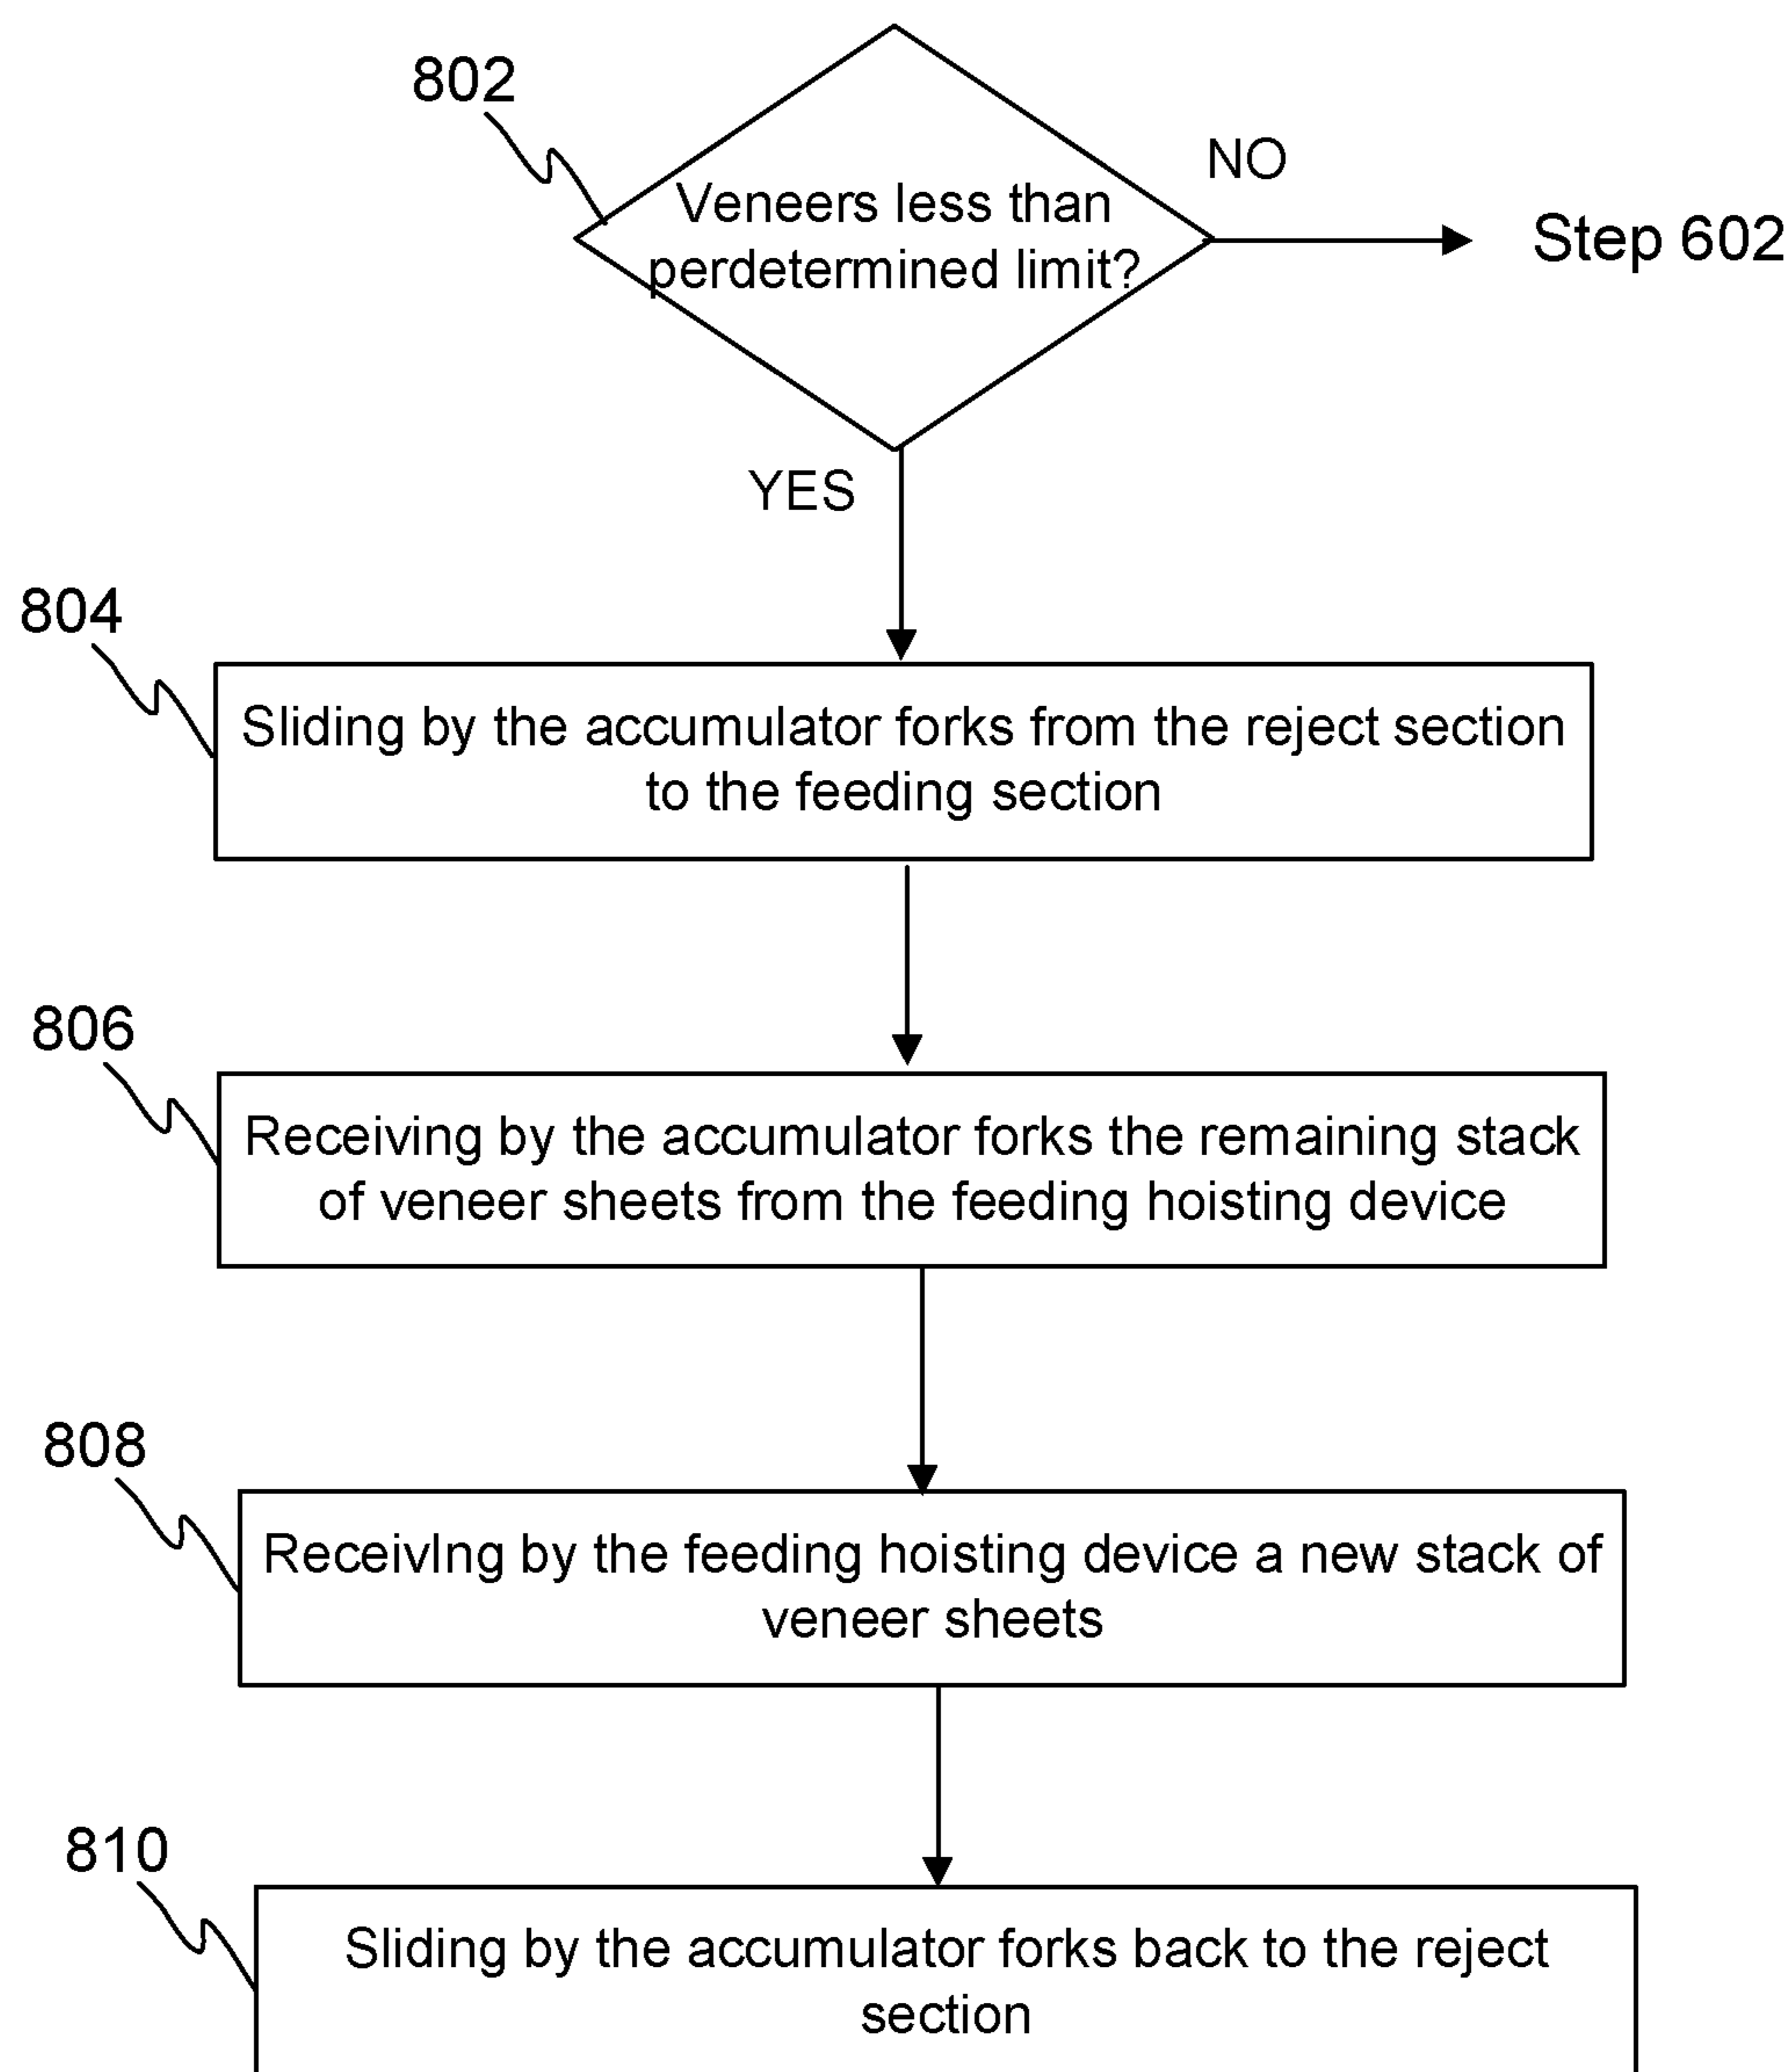 802
NO
Veneers less than
perdetermined limit?
Step 602
YES
804
Sliding by the accumulator forks from the reject section
to the feeding section
806
Receiving by the accumulator forks the remaining stack
of veneer sheets from the feeding hoisting device
808
ReceivIng by the feeding hoisting device a new stack of
veneer sheets
810
Sliding by the accumulator forks back to the reject
section